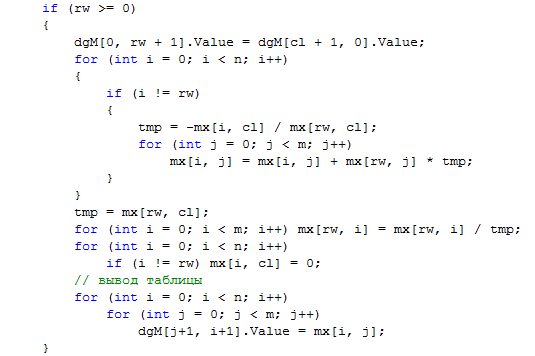 if (rw >= 0)
{
    dgM[0, rw + 1].Value = dgM[cl + 1, 0].Value;
    for (int i = 0; i < n; i++)
    {
        if (i != rw)
        {
            tmp = -mx[i, cl] / mx[rw, cl];
            for (int j = 0; j < m; j++)
                mx[i, j] = mx[i, j] + mx[rw, j] * tmp;
        }
    }
    tmp = mx[rw, cl];
    for (int i = 0; i < m; i++) mx[rw, i] = mx[rw, i] / tmp;
    for (int i = 0; i < n; i++)
        if (i != rw) mx[i, cl] = 0;
    // вывод таблицы
    for (int i = 0; i < n; i++)
        for (int j = 0; j < m; j++)
            dgM[j+1, i+1].Value = mx[i, j];
}